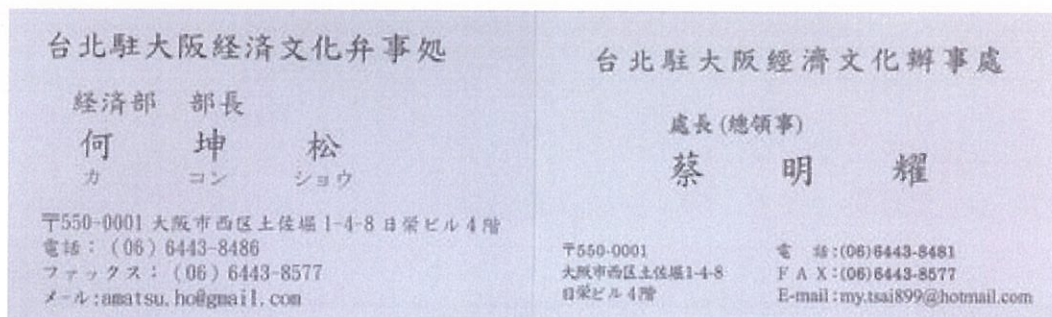 台北駐大阪経済文化弁事処
経済部 部長
何 坤 松
カ コン ショウ
〒550-0001 大阪市西区土佐堀 1-4-8 日栄ビル 4 階
電話：（06）6443-8486
ファックス：（06）6443-8577
メール:amatsu.ho@gmail.com
台北駐大阪經濟文化辦事處
處長(總領事)
蔡 明 耀
〒550-0001
大阪市西区土佐堀1-4-8
日栄ビル 4階
電 話:(06)6443-8481
F A X:(06)6443-8577
E-mail:my.tsai899@hotmail.com